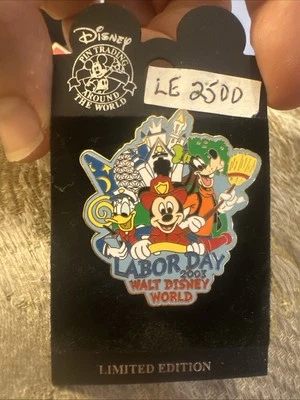 Disney
PIN TRADING
AROUND
THE WORLD
LE 2500
LABOR DAY
2003
WALT DISNEY
WORLD
LIMITED EDITION